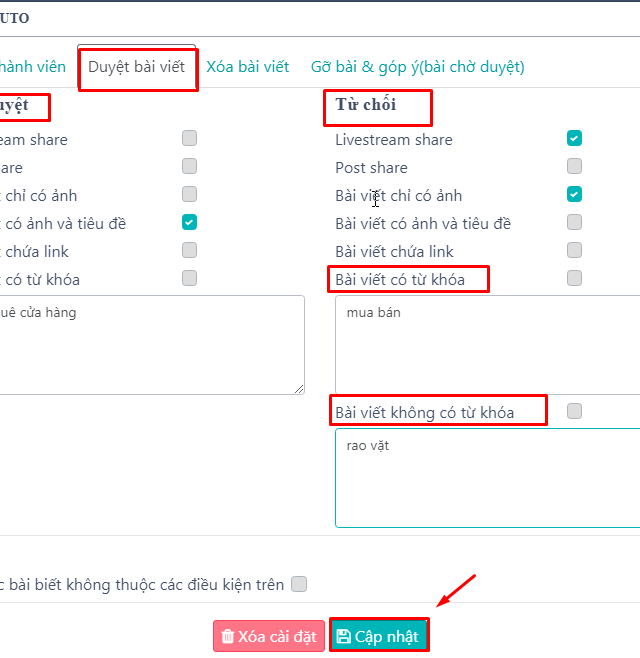 UTO
hành viên Duyệt bài viết Xóa bài viết Gỡ bài & góp ý(bài chờ duyệt)
uyệt
eam share
are
t chỉ có ảnh
t có ảnh và tiêu đề
t chứa link
t có từ khóa
uê cửa hàng
Từ chối
Livestream share
Post share
Bài viết chỉ có ảnh
Bài viết có ảnh và tiêu đề
Bài viết chứa link
Bài viết có từ khóa
mua bán
Bài viết không có từ khóa
rao vặt
c bài biết không thuộc các điều kiện trên
Xóa cài đặt Cập nhật